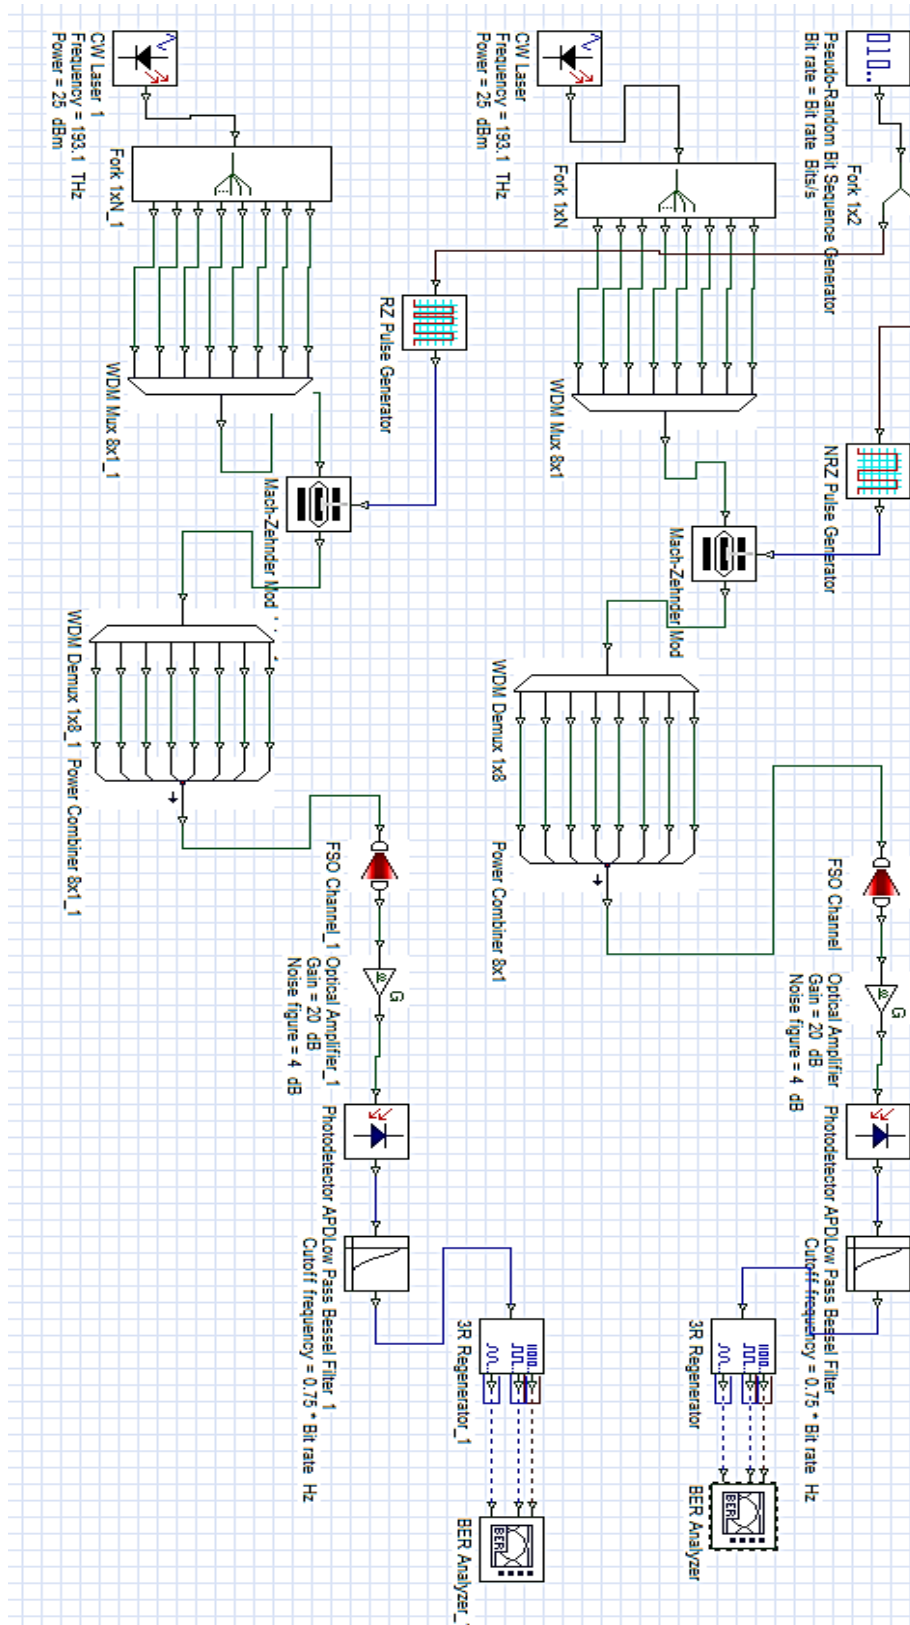 010..
Pseudo-Random Bit Sequence Generator
Bit rate = Bit rate Bits/s
Fork 1x2
NRZ Pulse Generator
CW Laser
Frequency = 193.1 THz
Power = 25 dBm
Fork 1xN
WDM Mux 8x1
Mach-Zehnder Mod
WDM Demux 1x8
Power Combiner 8x1
FSO Channel
G
Optical Amplifier
Gain = 20 dB
Noise figure = 4 dB
Photodetector APD
Low Pass Bessel Filter
Cutoff frequency = 0.75 * Bit rate Hz
3R Regenerator
BER
BER Analyzer
RZ Pulse Generator
CW Laser 1
Frequency = 193.1 THz
Power = 25 dBm
Fork 1xN_1
WDM Mux 8x1_1
Mach-Zehnder Mod
WDM Demux 1x8_1
Power Combiner 8x1_1
FSO Channel_1
G
Optical Amplifier_1
Gain = 20 dB
Noise figure = 4 dB
Photodetector APD
Low Pass Bessel Filter 1
Cutoff frequency = 0.75 * Bit rate Hz
3R Regenerator_1
BER
BER Analyzer_